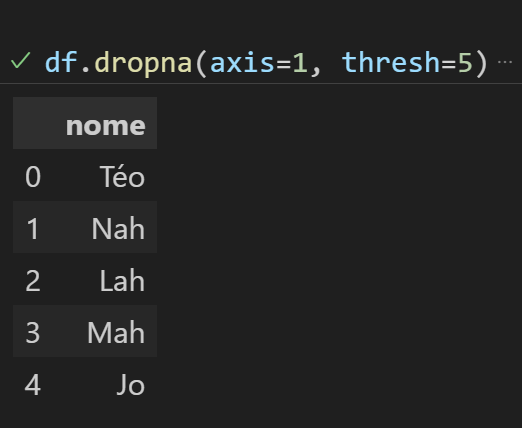 df.dropna(axis=1, thresh=5) ...
nome
0 Téo
1 Nah
2 Lah
3 Mah
4 Jo